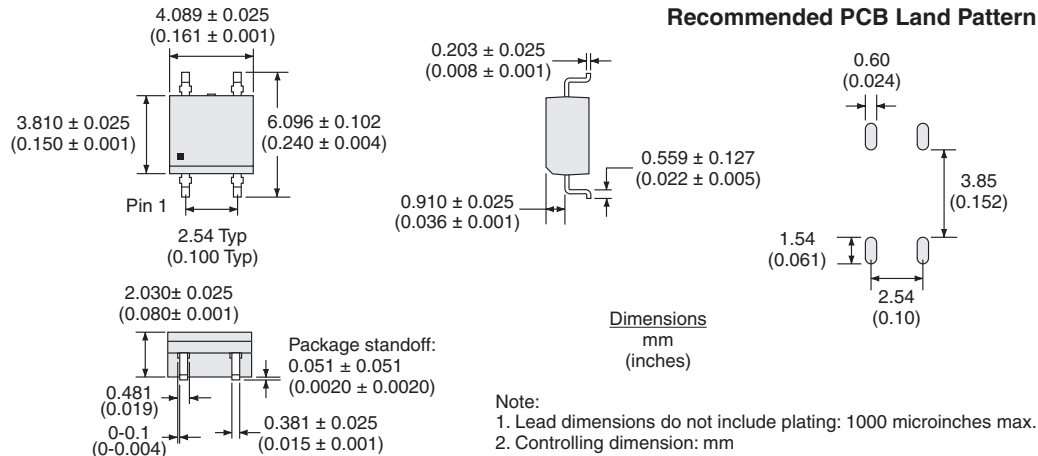 4.089 ± 0.025
(0.161 ± 0.001)
3.810 ± 0.025
(0.150 ± 0.001)
6.096 ± 0.102
(0.240 ± 0.004)
Pin 1
2.54 Typ
(0.100 Typ)
0.203 ± 0.025
(0.008 ± 0.001)
0.559 ± 0.127
(0.022 ± 0.005)
0.910 ± 0.025
(0.036 ± 0.001)
Recommended PCB Land Pattern
0.60
(0.024)
3.85
(0.152)
1.54
(0.061)
2.54
(0.10)
2.030± 0.025
(0.080± 0.001)
Package standoff:
0.051 ± 0.051
(0.0020 ± 0.0020)
0.481
(0.019)
0-0.1
(0-0.004)
0.381 ± 0.025
(0.015 ± 0.001)
Dimensions
mm
(inches)
Note:
1. Lead dimensions do not include plating: 1000 microinches max.
2. Controlling dimension: mm